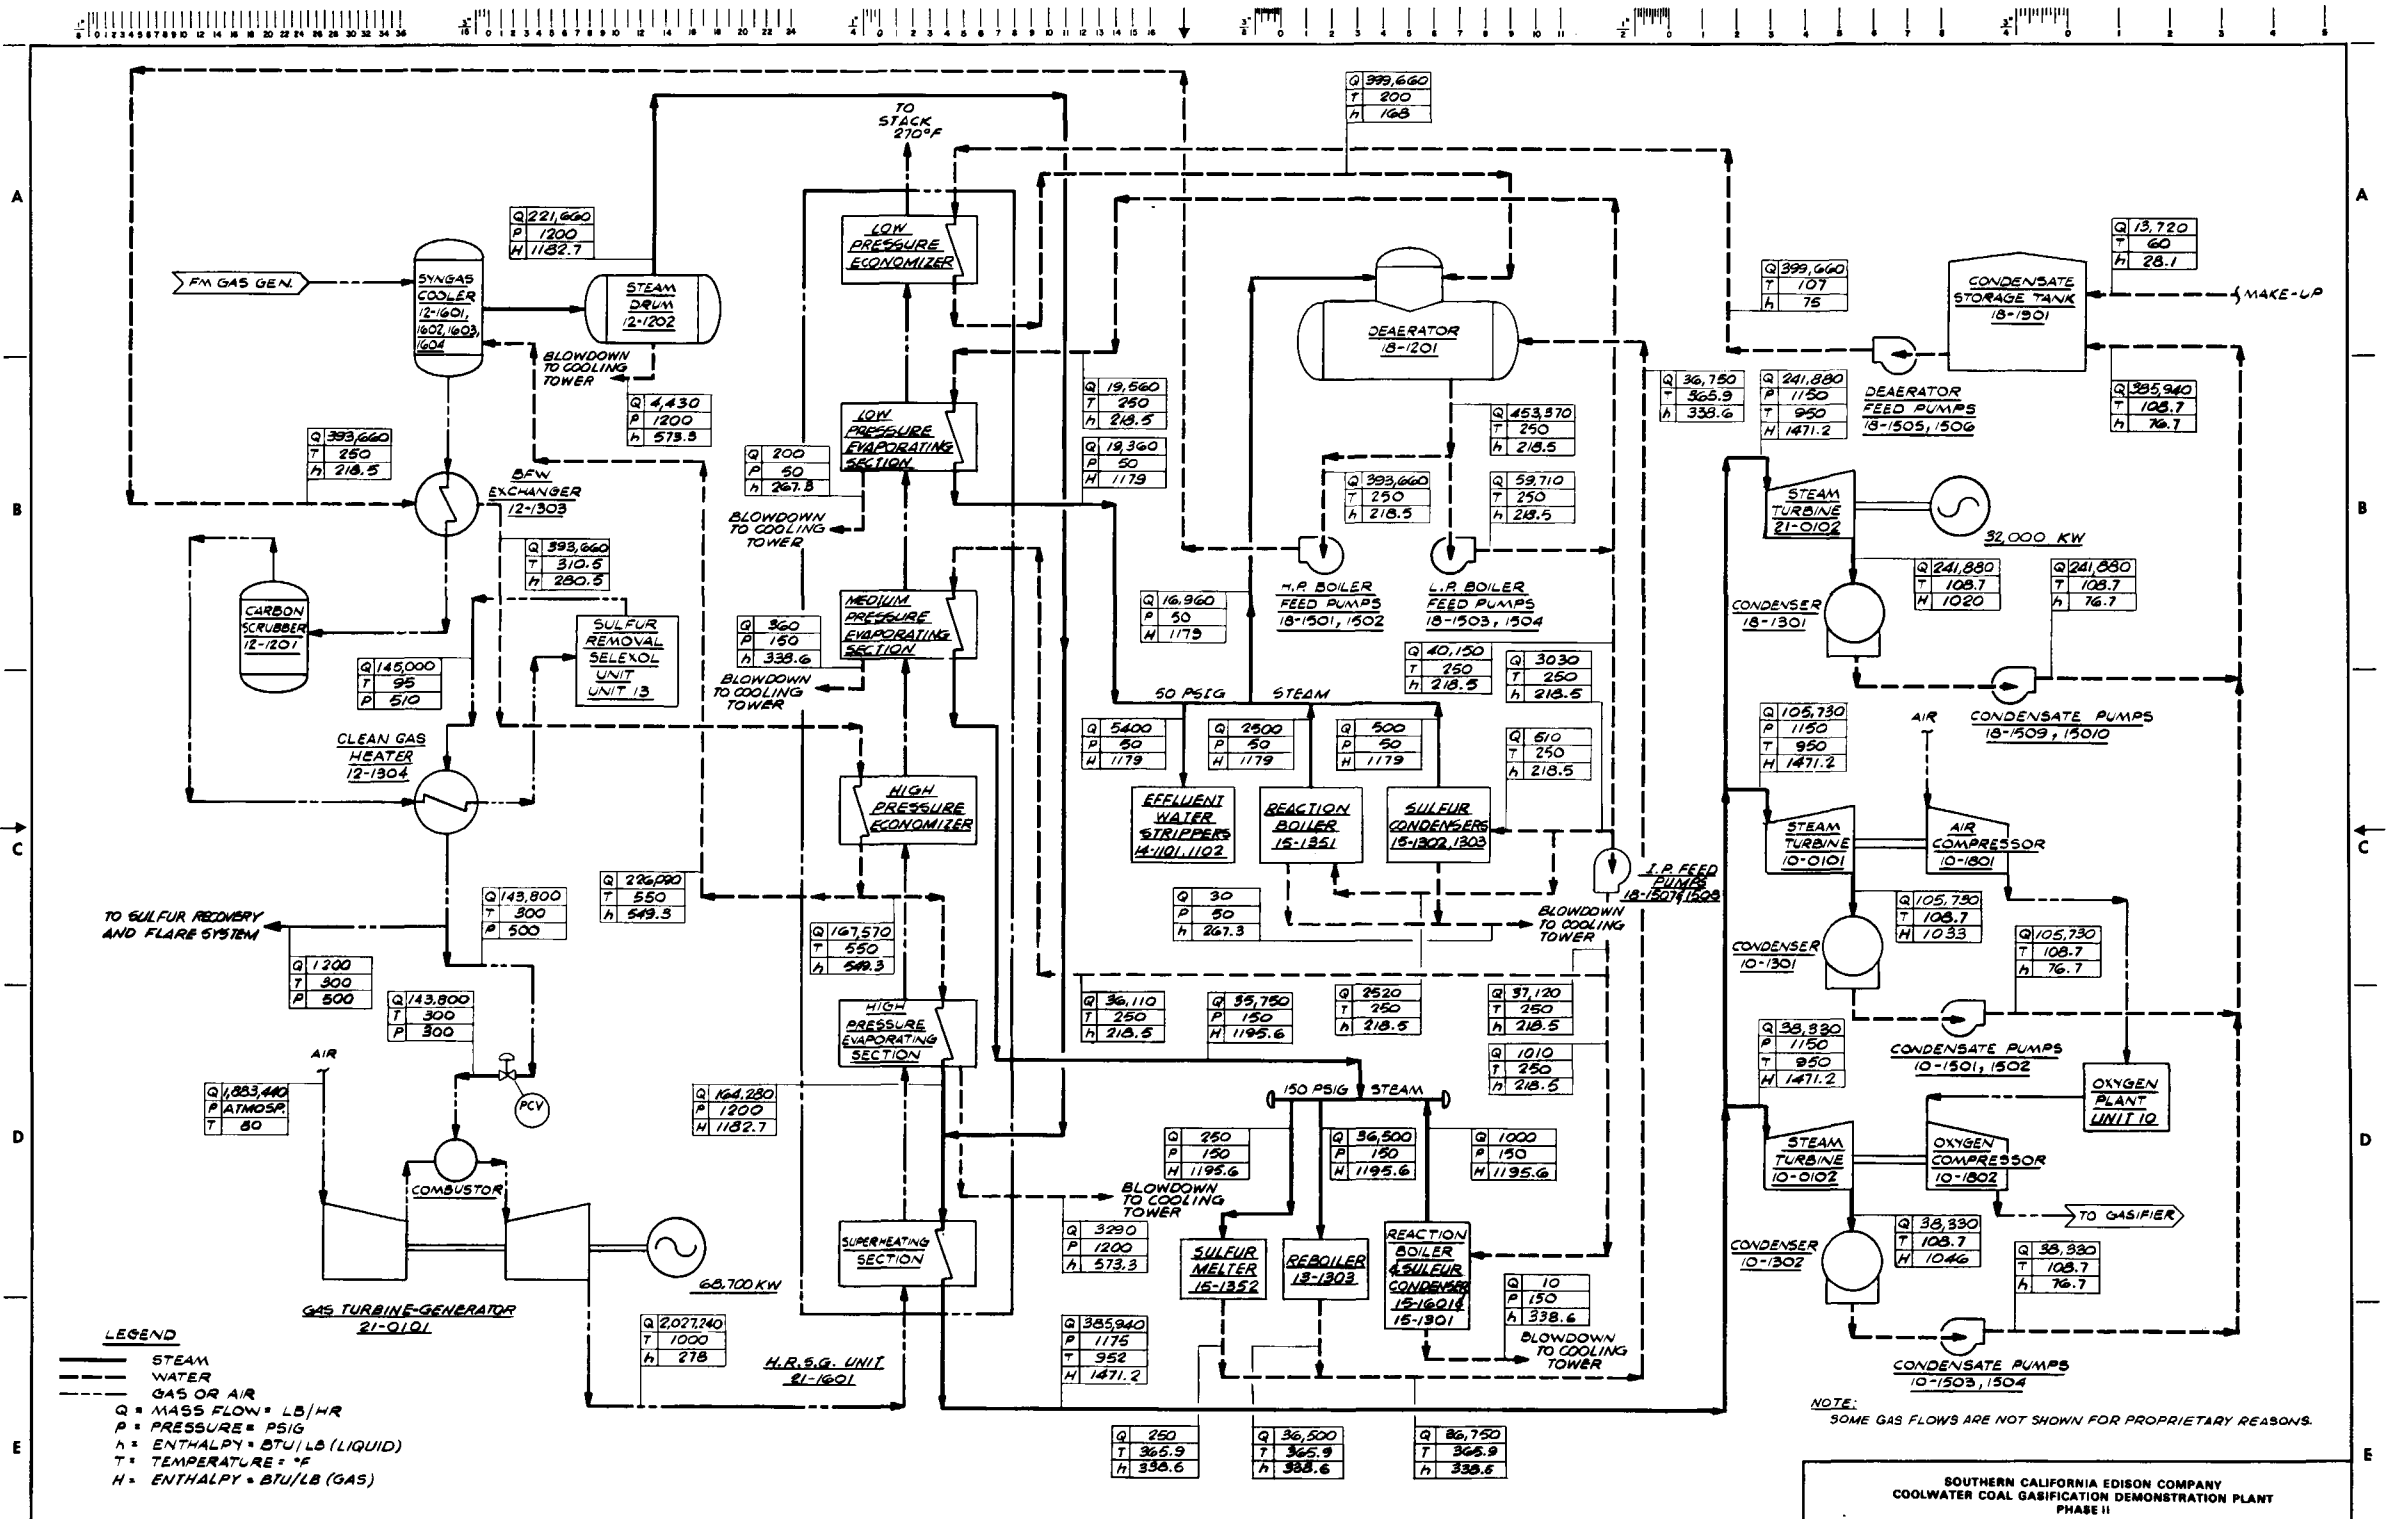 A
B
C
D
E
A
B
C
D
E
FM GAS GEN.
SYNGAS
COOLER
12-1601,
1602,1603,
1604
Q 221,660
P 1200
H 1182.7
STEAM
DRUM
12-1202
BLOWDOWN
TO COOLING
TOWER
Q 4,430
P 1200
h 573.3
Q 393,660
T 250
h 218.5
BFW
EXCHANGER
12-1303
Q 393,660
T 310.5
h 280.5
CARBON
SCRUBBER
12-1201
SULFUR
REMOVAL
SELEXOL
UNIT
UNIT 13
Q 145,000
T 95
P 510
CLEAN GAS
HEATER
12-1304
TO SULFUR RECOVERY
AND FLARE SYSTEM
Q 1200
T 300
P 500
Q 143,800
T 300
P 500
Q 143,800
T 300
P 300
Q 226,090
T 550
h 549.3
AIR
Q 1,883,440
P ATMOSP.
T 80
PCV
COMBUSTOR
68,700 KW
GAS TURBINE-GENERATOR
21-0101
Q 2,027,240
T 1000
h 278
H.R.S.G. UNIT
21-1601
TO
STACK
270°F
LOW
PRESSURE
ECONOMIZER
LOW
PRESSURE
EVAPORATING
SECTION
Q 200
P 50
h 267.3
BLOWDOWN
TO COOLING
TOWER
MEDIUM
PRESSURE
EVAPORATING
SECTION
Q 360
P 150
h 338.6
BLOWDOWN
TO COOLING
TOWER
HIGH
PRESSURE
ECONOMIZER
Q 167,570
T 550
h 549.3
HIGH
PRESSURE
EVAPORATING
SECTION
Q 164,280
P 1200
H 1182.7
SUPERHEATING
SECTION
BLOWDOWN
TO COOLING
TOWER
Q 3290
P 1200
h 573.3
Q 385,940
P 1175
T 952
H 1471.2
Q 399,660
T 200
h 168
Q 19,560
T 250
h 218.5
Q 19,360
P 50
H 1179
DEAERATOR
18-1201
Q 453,370
T 250
h 218.5
Q 393,660
T 250
h 218.5
Q 59,710
T 250
h 218.5
H.P. BOILER
FEED PUMPS
18-1501, 1502
L.P. BOILER
FEED PUMPS
18-1503, 1504
Q 16,960
P 50
H 1179
Q 40,150
T 250
h 218.5
Q 3030
T 250
h 218.5
50 PSIG STEAM
Q 5400
P 50
H 1179
Q 2500
P 50
H 1179
Q 500
P 50
H 1179
Q 510
T 250
h 218.5
EFFLUENT
WATER
STRIPPERS
14-1101,1102
REACTION
BOILER
15-1351
SULFUR
CONDENSERS
15-1302,1303
I.P. FEED
PUMPS
18-1507&1508
Q 30
P 50
h 267.3
BLOWDOWN
TO COOLING
TOWER
Q 36,110
T 250
h 218.5
Q 35,750
P 150
H 1195.6
Q 2520
T 250
h 218.5
Q 37,120
T 250
h 218.5
Q 1010
T 250
h 218.5
150 PSIG STEAM
Q 250
P 150
H 1195.6
Q 36,500
P 150
H 1195.6
Q 1000
P 150
H 1195.6
SULFUR
MELTER
15-1352
REBOILER
13-1303
REACTION
BOILER
& SULFUR
CONDENSER
15-1601&
15-1301
Q 10
P 150
h 338.6
BLOWDOWN
TO COOLING
TOWER
Q 250
T 365.9
h 338.6
Q 36,500
T 365.9
h 338.6
Q 36,750
T 365.9
h 338.6
Q 36,750
T 365.9
h 338.6
Q 399,660
T 107
h 75
CONDENSATE
STORAGE TANK
18-1901
Q 13,720
T 60
h 28.1
MAKE-UP
Q 385,940
T 108.7
h 76.7
DEAERATOR
FEED PUMPS
18-1505, 1506
Q 241,880
P 1150
T 950
H 1471.2
STEAM
TURBINE
21-0102
32,000 KW
Q 241,880
T 108.7
H 1020
Q 241,880
T 108.7
h 76.7
CONDENSER
18-1301
CONDENSATE PUMPS
18-1509, 15010
Q 105,730
P 1150
T 950
H 1471.2
AIR
STEAM
TURBINE
10-0101
AIR
COMPRESSOR
10-1801
Q 105,730
T 108.7
H 1033
Q 105,730
T 108.7
h 76.7
CONDENSER
10-1301
CONDENSATE PUMPS
10-1501, 1502
Q 38,330
P 1150
T 950
H 1471.2
OXYGEN
PLANT
UNIT 10
STEAM
TURBINE
10-0102
OXYGEN
COMPRESSOR
10-1802
TO GASIFIER
Q 38,330
T 108.7
H 1046
Q 38,330
T 108.7
h 76.7
CONDENSER
10-1302
CONDENSATE PUMPS
10-1503, 1504
LEGEND
STEAM
WATER
GAS OR AIR
Q = MASS FLOW = LB/HR
P = PRESSURE = PSIG
h = ENTHALPY = BTU/LB (LIQUID)
T = TEMPERATURE = °F
H = ENTHALPY = BTU/LB (GAS)
NOTE:
SOME GAS FLOWS ARE NOT SHOWN FOR PROPRIETARY REASONS.
SOUTHERN CALIFORNIA EDISON COMPANY
COOLWATER COAL GASIFICATION DEMONSTRATION PLANT
PHASE II